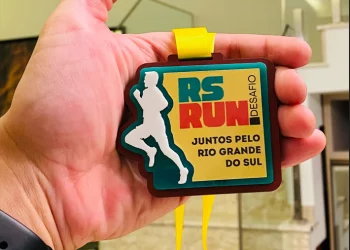 RS
RUN
DESAFIO
JUNTOS PELO
RIO GRANDE
DO SUL